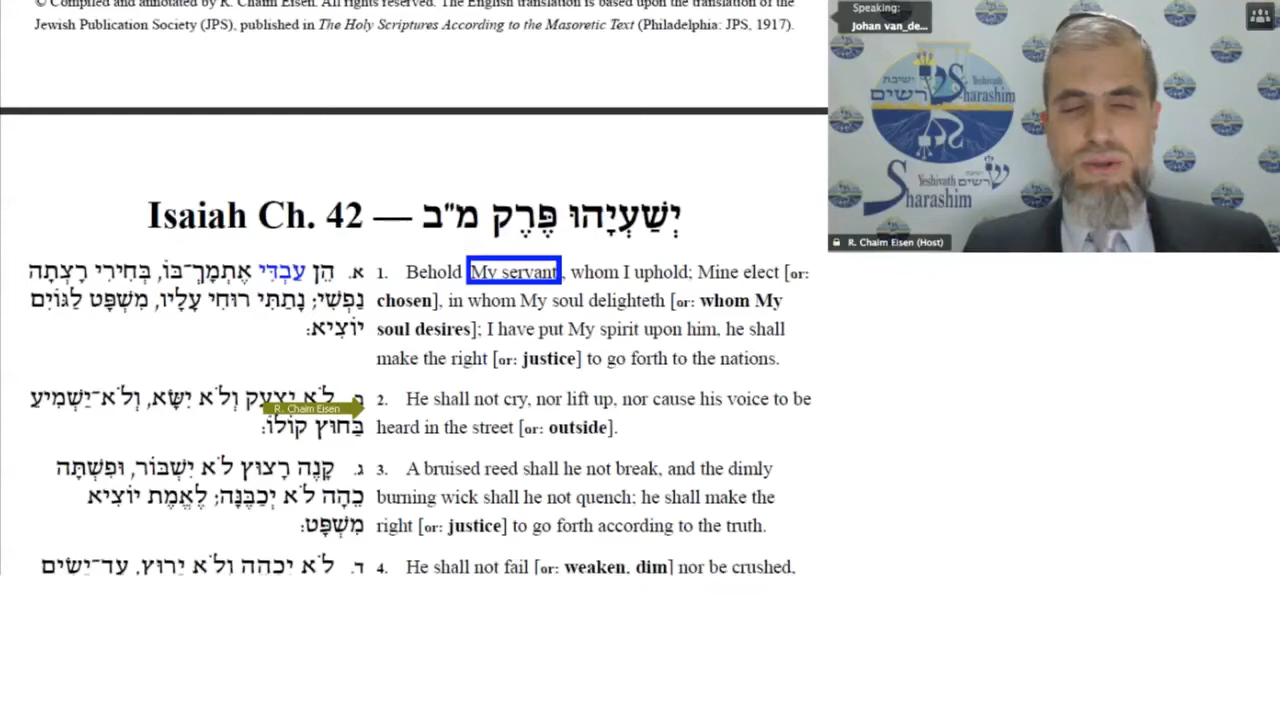 © Compiled and annotated by R. Chaim Eisen. All rights reserved. The English translation is based upon the translation of the
Jewish Publication Society (JPS), published in The Holy Scriptures According to the Masoretic Text (Philadelphia: JPS, 1917).
Isaiah Ch. 42 — יְשַׁעְיָהוּ פֶּרֶק מ"ב
א. הֵן עַבְדִּי אֶתְמָךְ־בּוֹ, בְּחִירִי רָצְתָה
נַפְשִׁי; נָתַתִּי רוּחִי עָלָיו, מִשְׁפָּט לַגּוֹיִם
יוֹצִיא:
1. Behold My servant, whom I uphold; Mine elect [or:
chosen], in whom My soul delighteth [or: whom My
soul desires]; I have put My spirit upon him, he shall
make the right [or: justice] to go forth to the nations.
ב. לֹא יִצְעַק וְלֹא יִשָּׂא, וְלֹא־יַשְׁמִיעַ
בַּחוּץ קוֹלוֹ:
R. Chaim Eisen
2. He shall not cry, nor lift up, nor cause his voice to be
heard in the street [or: outside].
ג. קָנֶה רָצוּץ לֹא יִשְׁבּוֹר, וּפִשְׁתָּה
כֵהָה לֹא יְכַבֶּנָּה; לֶאֱמֶת יוֹצִיא
מִשְׁפָּט:
3. A bruised reed shall he not break, and the dimly
burning wick shall he not quench; he shall make the
right [or: justice] to go forth according to the truth.
ד. לֹא יִכְהֶה וְלֹא יָרוּץ, עַד־יָשִׂים
4. He shall not fail [or: weaken, dim] nor be crushed,
Speaking:
Johan van_de...
ישיבת
שרשים
Yeshivath
Sharashim
Yeshivath ישיבת שרשים
Sharashim
R. Chaim Eisen (Host)